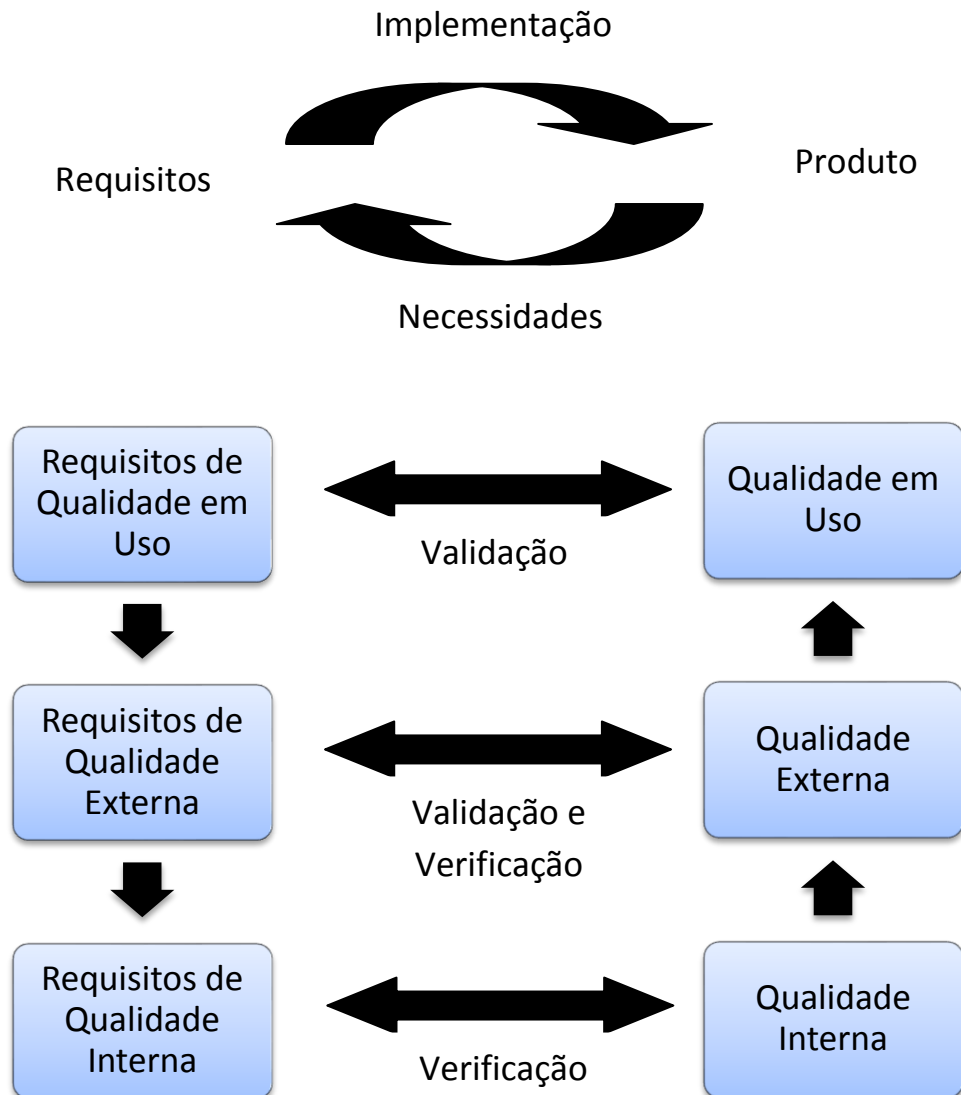 Implementação
Requisitos
Produto
Necessidades
Requisitos de
Qualidade em
Uso
Validação
Qualidade em
Uso
Requisitos de
Qualidade
Externa
Validação e
Verificação
Qualidade
Externa
Requisitos de
Qualidade
Interna
Verificação
Qualidade
Interna